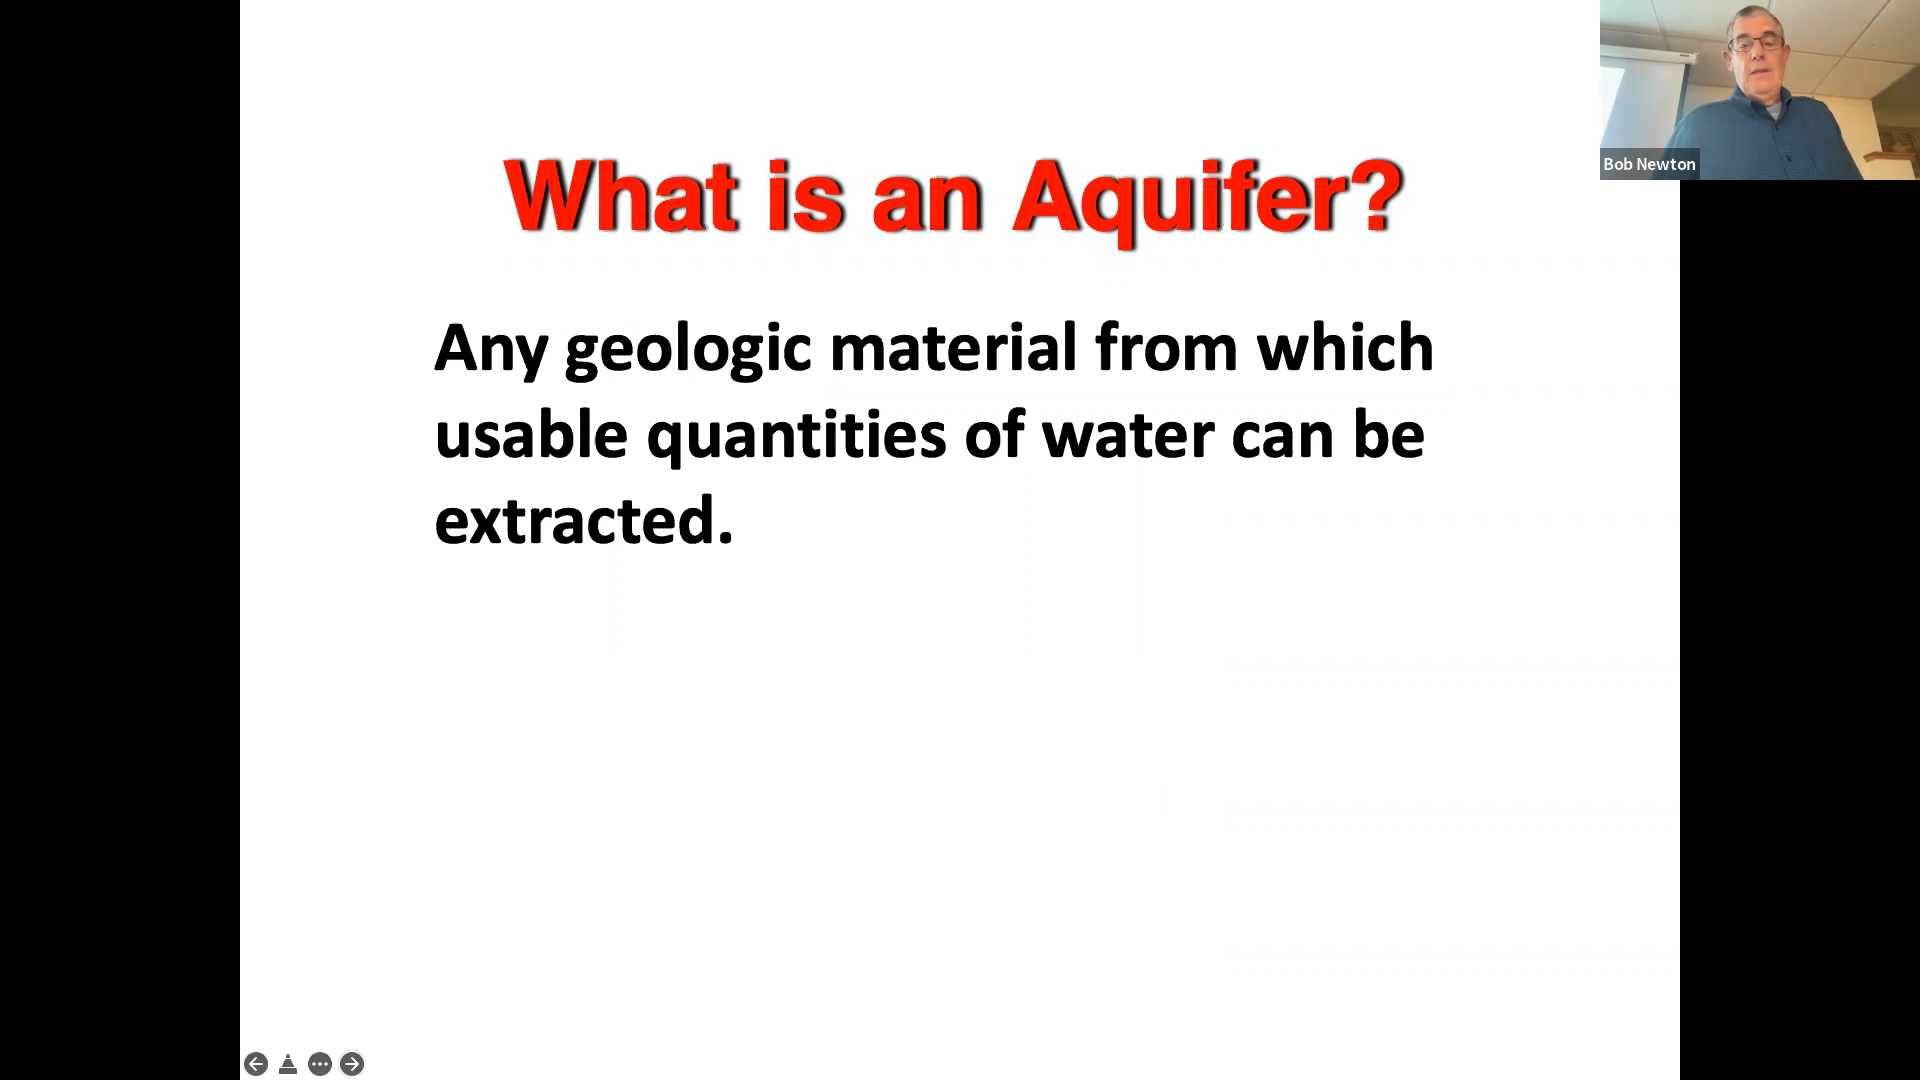 What is an Aquifer?
Any geologic material from which
usable quantities of water can be
extracted.
Bob Newton